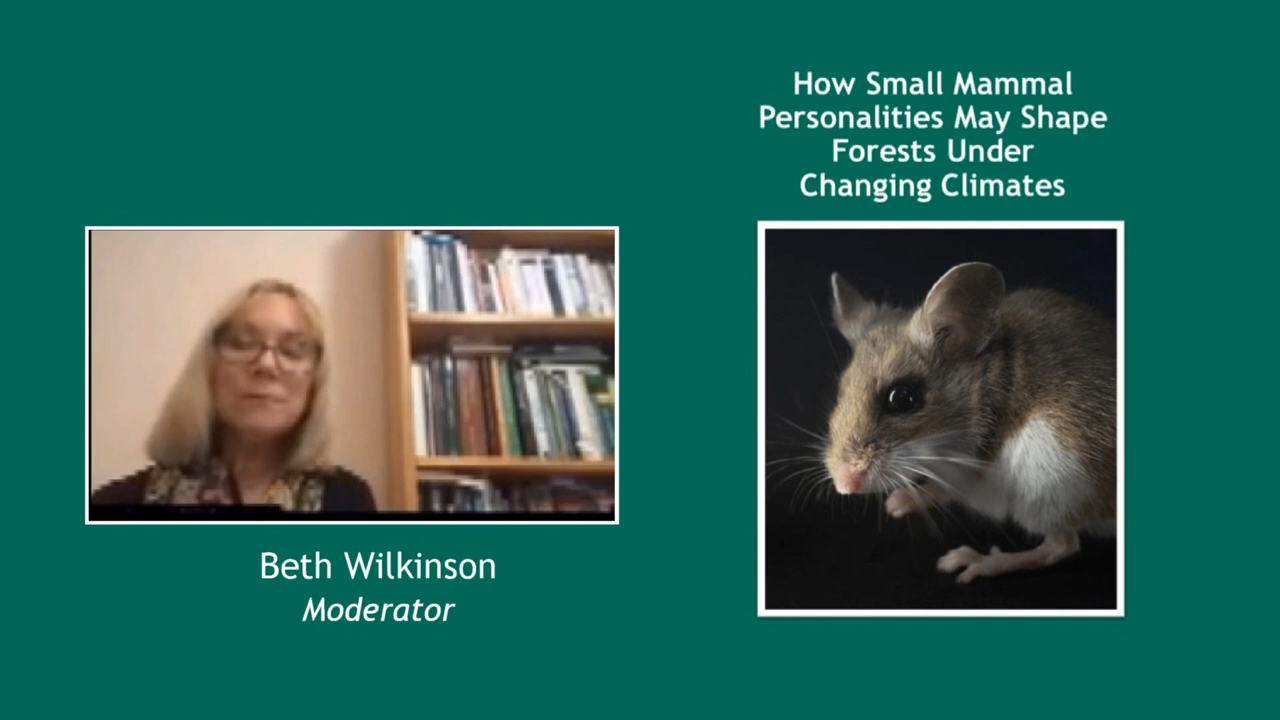 How Small Mammal
Personalities May Shape
Forests Under
Changing Climates
Beth Wilkinson
Moderator